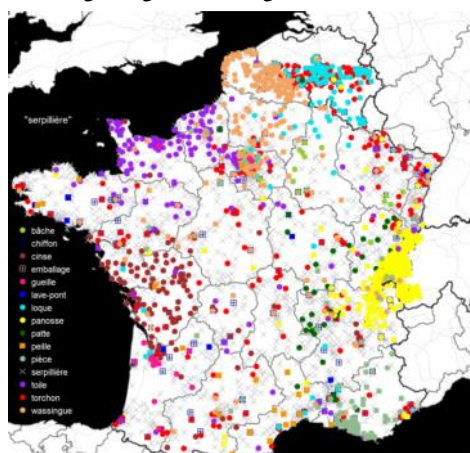 "serpillière"
bâche
chiffon
cinse
emballage
gueille
lave-pont
loque
panosse
patte
peille
pièce
serpillière
toile
torchon
wassingue